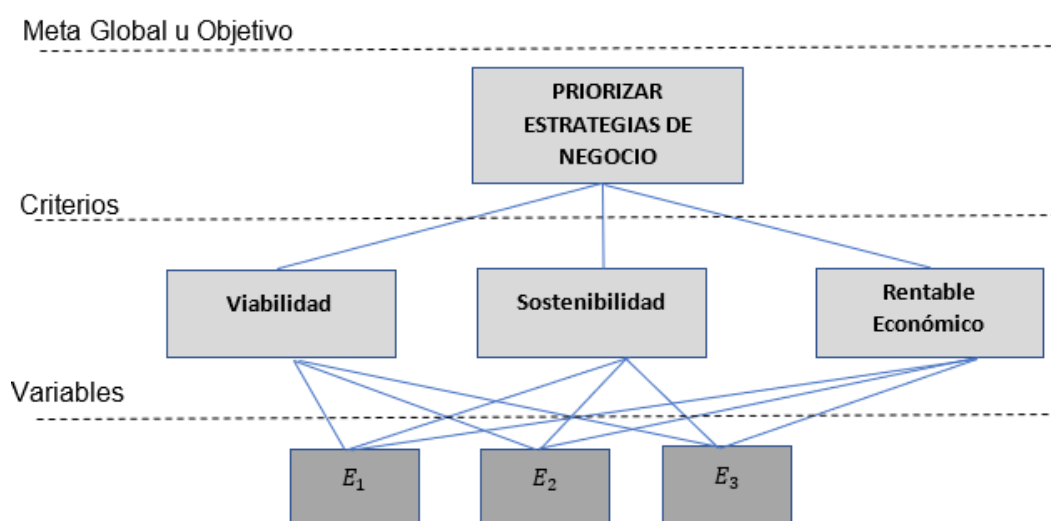 Meta Global u Objetivo
PRIORIZAR
ESTRATEGIAS DE
NEGOCIO
Criterios
Viabilidad
Sostenibilidad
Rentable
Económico
Variables
E₁
E₂
E₃